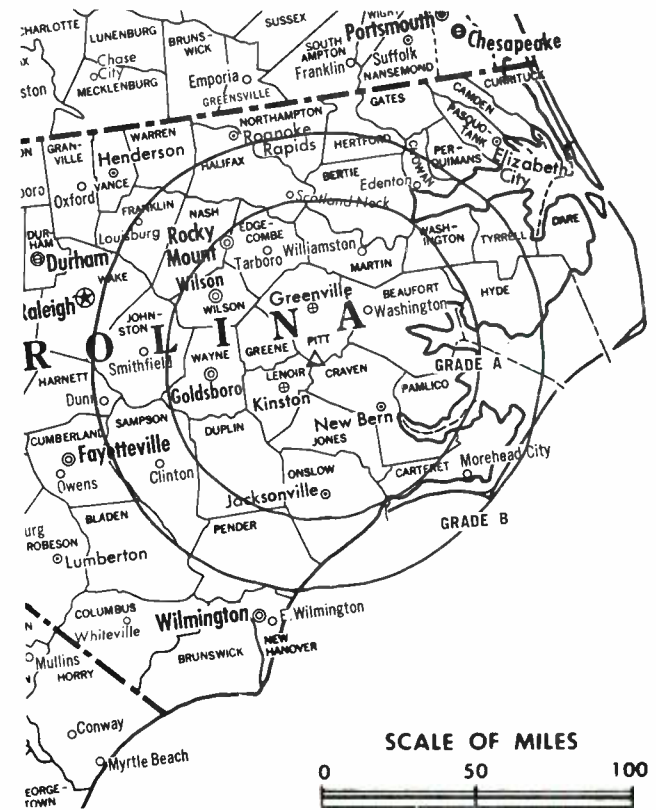 CHARLOTTE
LUNENBURG
SUSSEX
BRUNS-
WICK
Portsmouth
Chesapeake
SOUTH
AMPTON
Chase
City
Suffolk
Franklin
NANSEMOND
Emporia
MECKLENBURG
GREENSVILLE
CURRITUCK
GATES
CAMDEN
NORTHAMPTON
PASQUO-
TANK
WARREN
GRAN-
VILLE
Henderson
Roanoke
Rapids
HERTFORD
CHOWAN
PER-
QUIMANS
Elizabeth
City
HALIFAX
BERTIE
VANCE
Oxford
Edenton
Scotland Neck
FRANKLIN
NASH
DARE
Louisburg
Rocky
Mount
EDGE-
COMBE
WASH-
INGTON
TYRRELL
DUR-
HAM
Durham
Tarboro
Williamston
MARTIN
WAKE
Wilson
HYDE
Raleigh
WILSON
Greenville
BEAUFORT
Washington
JOHN-
STON
ROLINA
PITT
Smithfield
WAYNE
GREENE
GRADE A
HARNETT
LENOIR
CRAVEN
PAMLICO
Goldsboro
Dunn
Kinston
New Bern
SAMPSON
DUPLIN
JONES
CUMBERLAND
Fayetteville
Clinton
Owens
ONSLOW
CARTERET
Morehead City
Jacksonville
BLADEN
PENDER
GRADE B
ROBESON
Lumberton
COLUMBUS
Whiteville
Wilmington
E. Wilmington
NEW
HANOVER
BRUNSWICK
Mullins
HORRY
Conway
Myrtle Beach
SCALE OF MILES
0 50 100